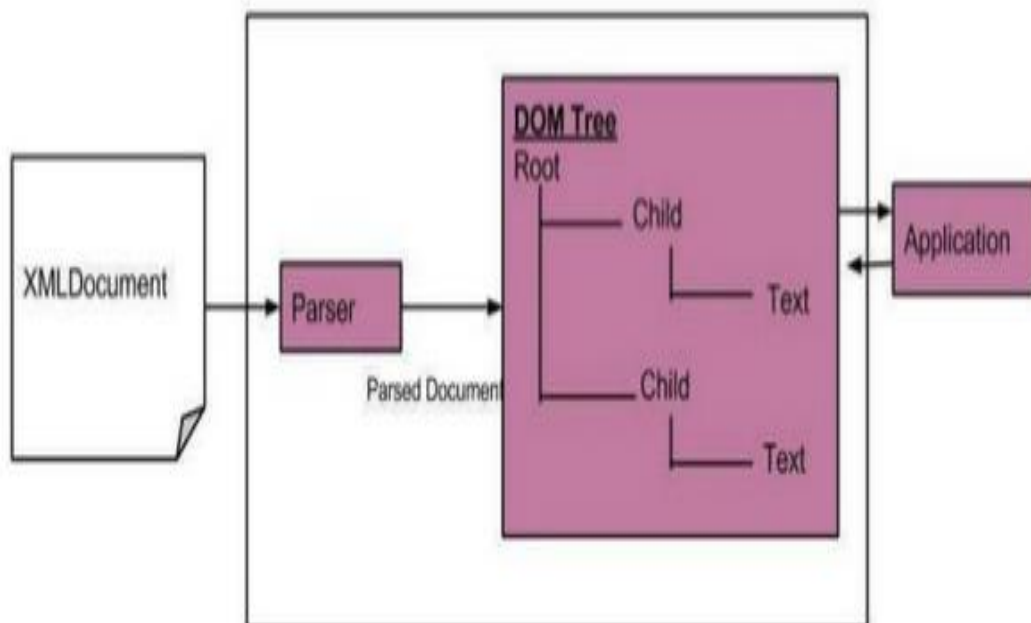 XMLDocument
Parser
Parsed Document
DOM Tree
Root
Child
Text
Child
Text
Application